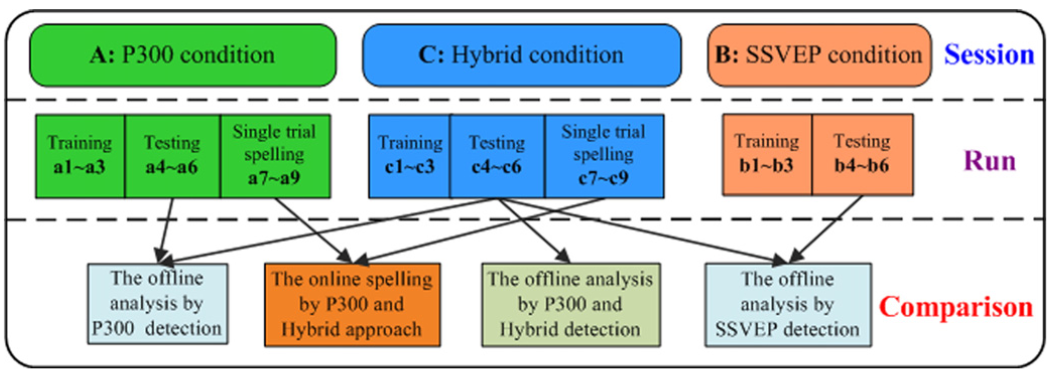 A: P300 condition
C: Hybrid condition
B: SSVEP condition
Session
Training
a1~a3
Testing
a4~a6
Single trial
spelling
a7~a9
Training
c1~c3
Testing
c4~c6
Single trial
spelling
c7~c9
Training
b1~b3
Testing
b4~b6
Run
The offline
analysis by
P300 detection
The online spelling
by P300 and
Hybrid approach
The offline analysis
by P300 and
Hybrid detection
The offline
analysis by
SSVEP detection
Comparison